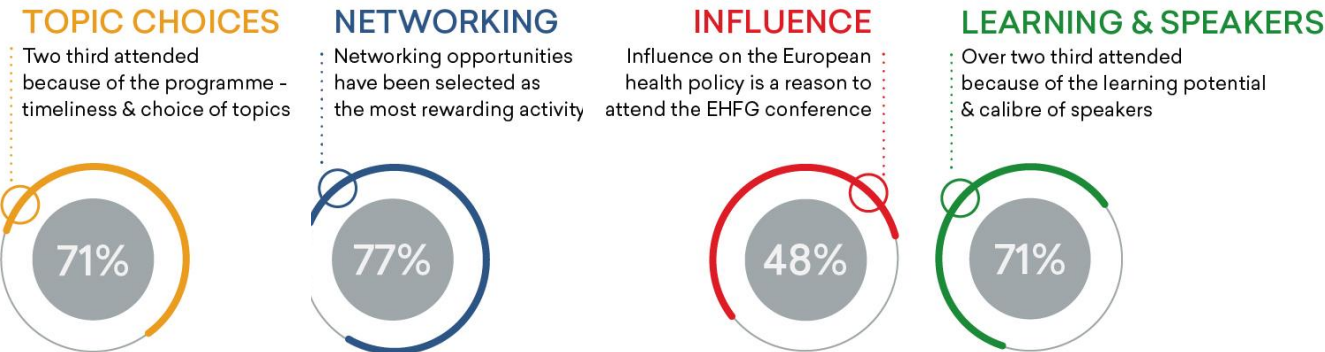 TOPIC CHOICES
Two third attended
because of the programme -
timeliness & choice of topics
71%
NETWORKING
Networking opportunities
have been selected as
the most rewarding activity
77%
INFLUENCE
Influence on the European
health policy is a reason to
attend the EHFG conference
48%
LEARNING & SPEAKERS
Over two third attended
because of the learning potential
& calibre of speakers
71%